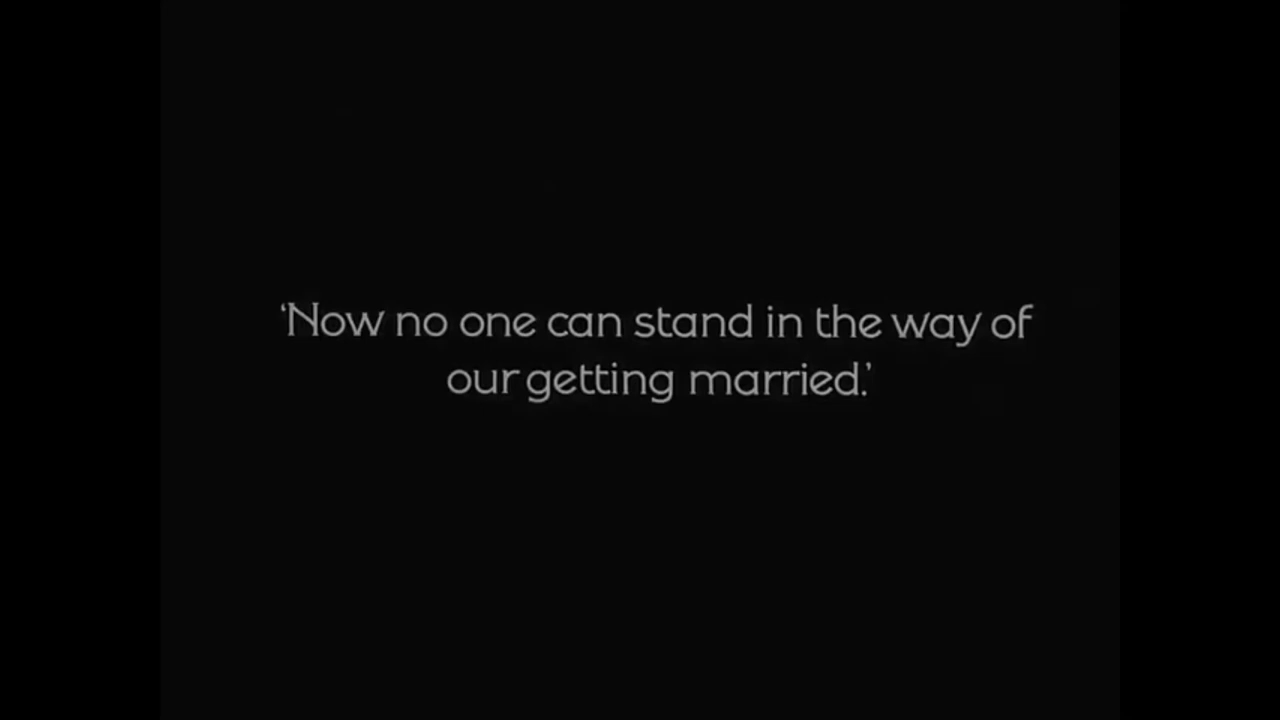 ‘Now no one can stand in the way of
our getting married.’